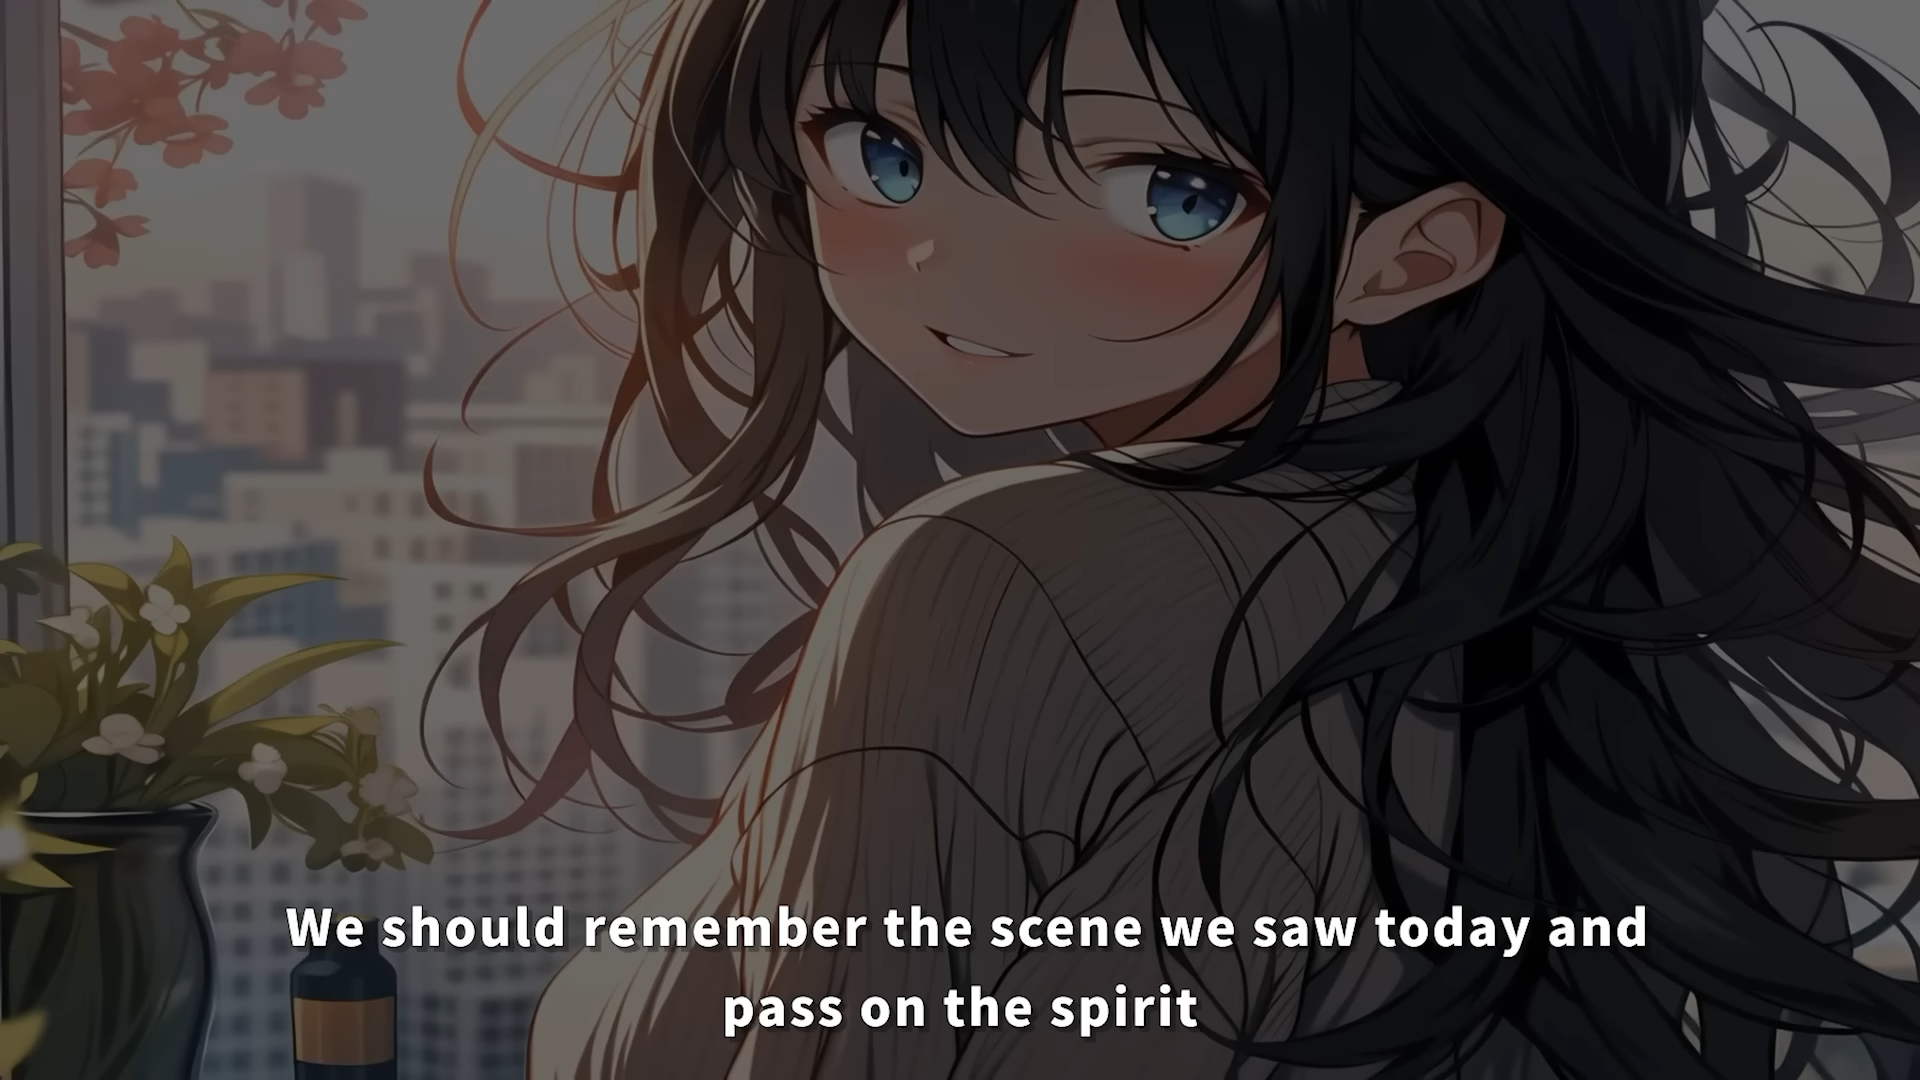 We should remember the scene we saw today and
pass on the spirit